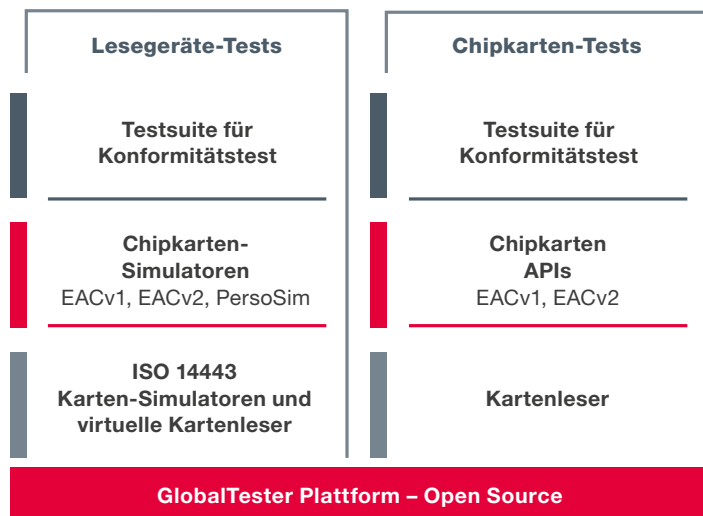 Lesegeräte-Tests
Testsuite für
Konformitätstest
Chipkarten-
Simulatoren
EACv1, EACv2, PersoSim
ISO 14443
Karten-Simulatoren und
virtuelle Kartenleser
Chipkarten-Tests
Testsuite für
Konformitätstest
Chipkarten
APIs
EACv1, EACv2
Kartenleser
GlobalTester Plattform – Open Source